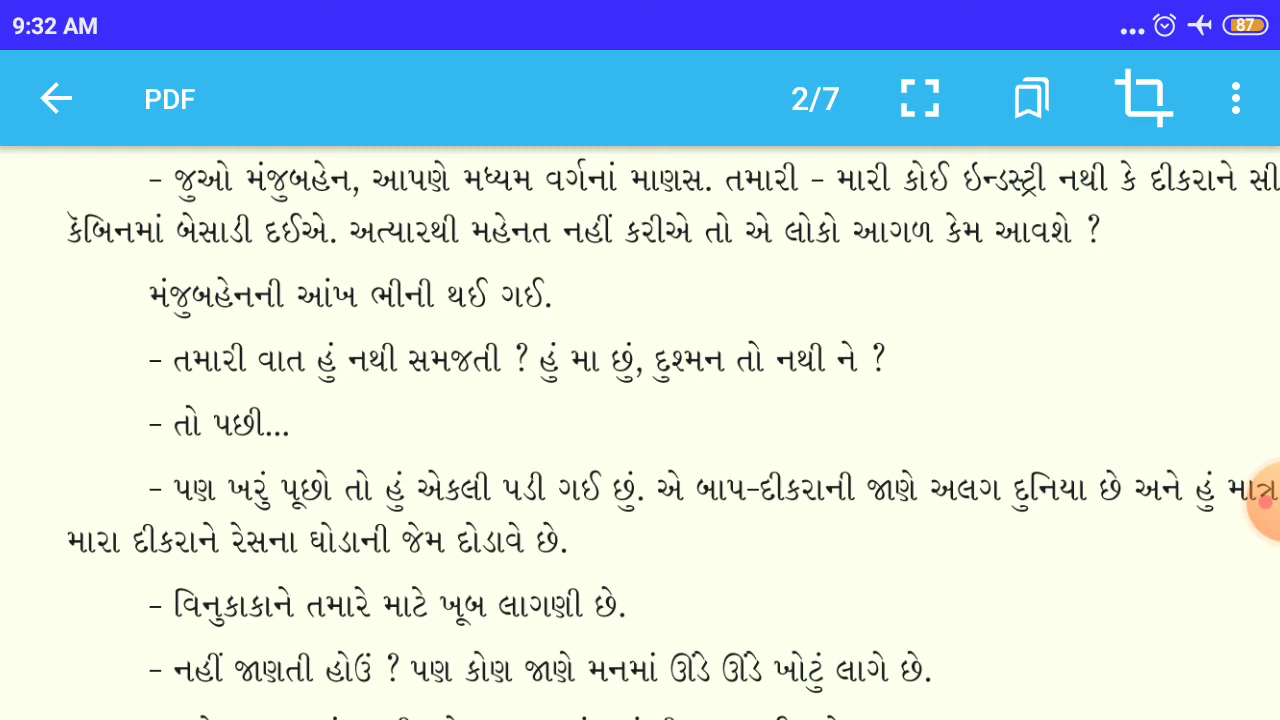 9:32 AM
87
PDF
2/7
– જુઓ મંજુબહેન, આપણે મધ્યમ વર્ગનાં માણસ. તમારી – મારી કોઈ ઇન્ડસ્ટ્રી નથી કે દીકરાને સી
કૅબિનમાં બેસાડી દઈએ. અત્યારથી મહેનત નહીં કરીએ તો એ લોકો આગળ કેમ આવશે ?
મંજુબહેનની આંખ ભીની થઈ ગઈ.
– તમારી વાત હું નથી સમજતી ? હું મા છું, દુશ્મન તો નથી ને ?
– તો પછી...
– પણ ખરું પૂછો તો હું એકલી પડી ગઈ છું. એ બાપ-દીકરાની જાણે અલગ દુનિયા છે અને હું માત્ર
મારા દીકરાને રેસના ઘોડાની જેમ દોડાવે છે.
– વિનુકાકાને તમારે માટે ખૂબ લાગણી છે.
– નહીં જાણતી હોઉં ? પણ કોણ જાણે મનમાં ઊંડે ઊંડે ખોટું લાગે છે.